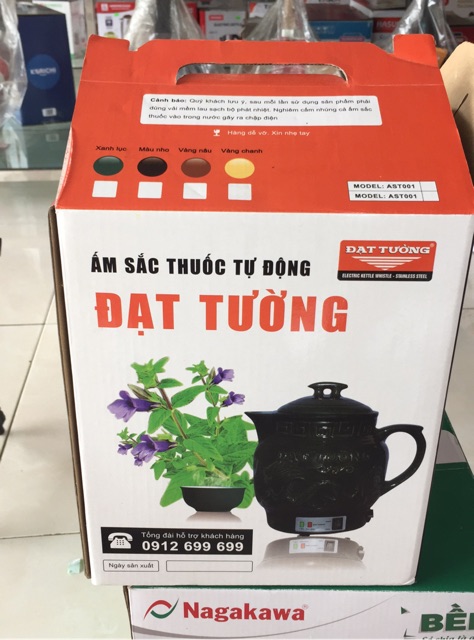 Cảnh báo: Quý khách lưu ý, sau mỗi lần sử dụng sản phẩm phải
dùng vải mềm lau sạch bộ phát nhiệt. Nghiêm cấm nhúng cả ấm sắc
thuốc vào trong nước gây ra chập điện.
Hàng dễ vỡ. Xin nhẹ tay
Xanh lục Màu nho Vàng nâu Vàng chanh
MODEL: AST001
MODEL: AST001
ĐẠT TƯỜNG
ELECTRIC KETTLE WHISTLE - STAINLESS STEEL
ẤM SẮC THUỐC TỰ ĐỘNG
ĐẠT TƯỜNG
Tổng đài hỗ trợ khách hàng
0912 699 699
Ngày sản xuất
Nagakawa
BẾ